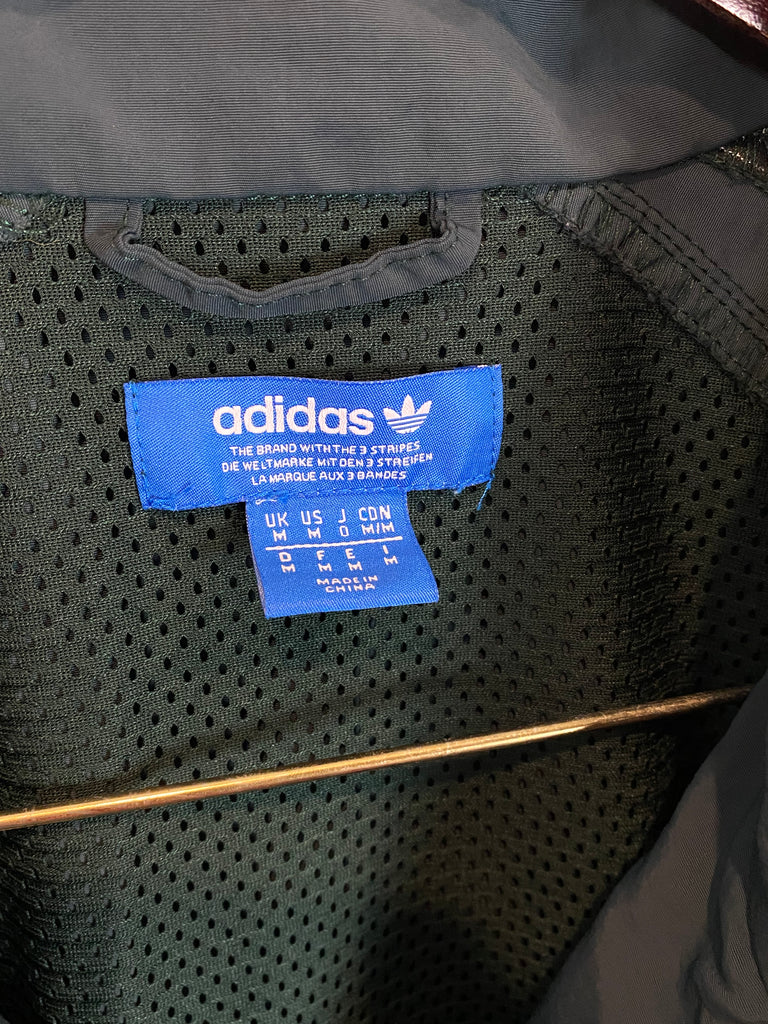 adidas
THE BRAND WITH THE 3 STRIPES
DIE WELTMARKE MIT DEN 3 STREIFEN
LA MARQUE AUX 3 BANDES
UK US J CDN
M M O M/M
D F E I
M M M M
MADE IN
CHINA